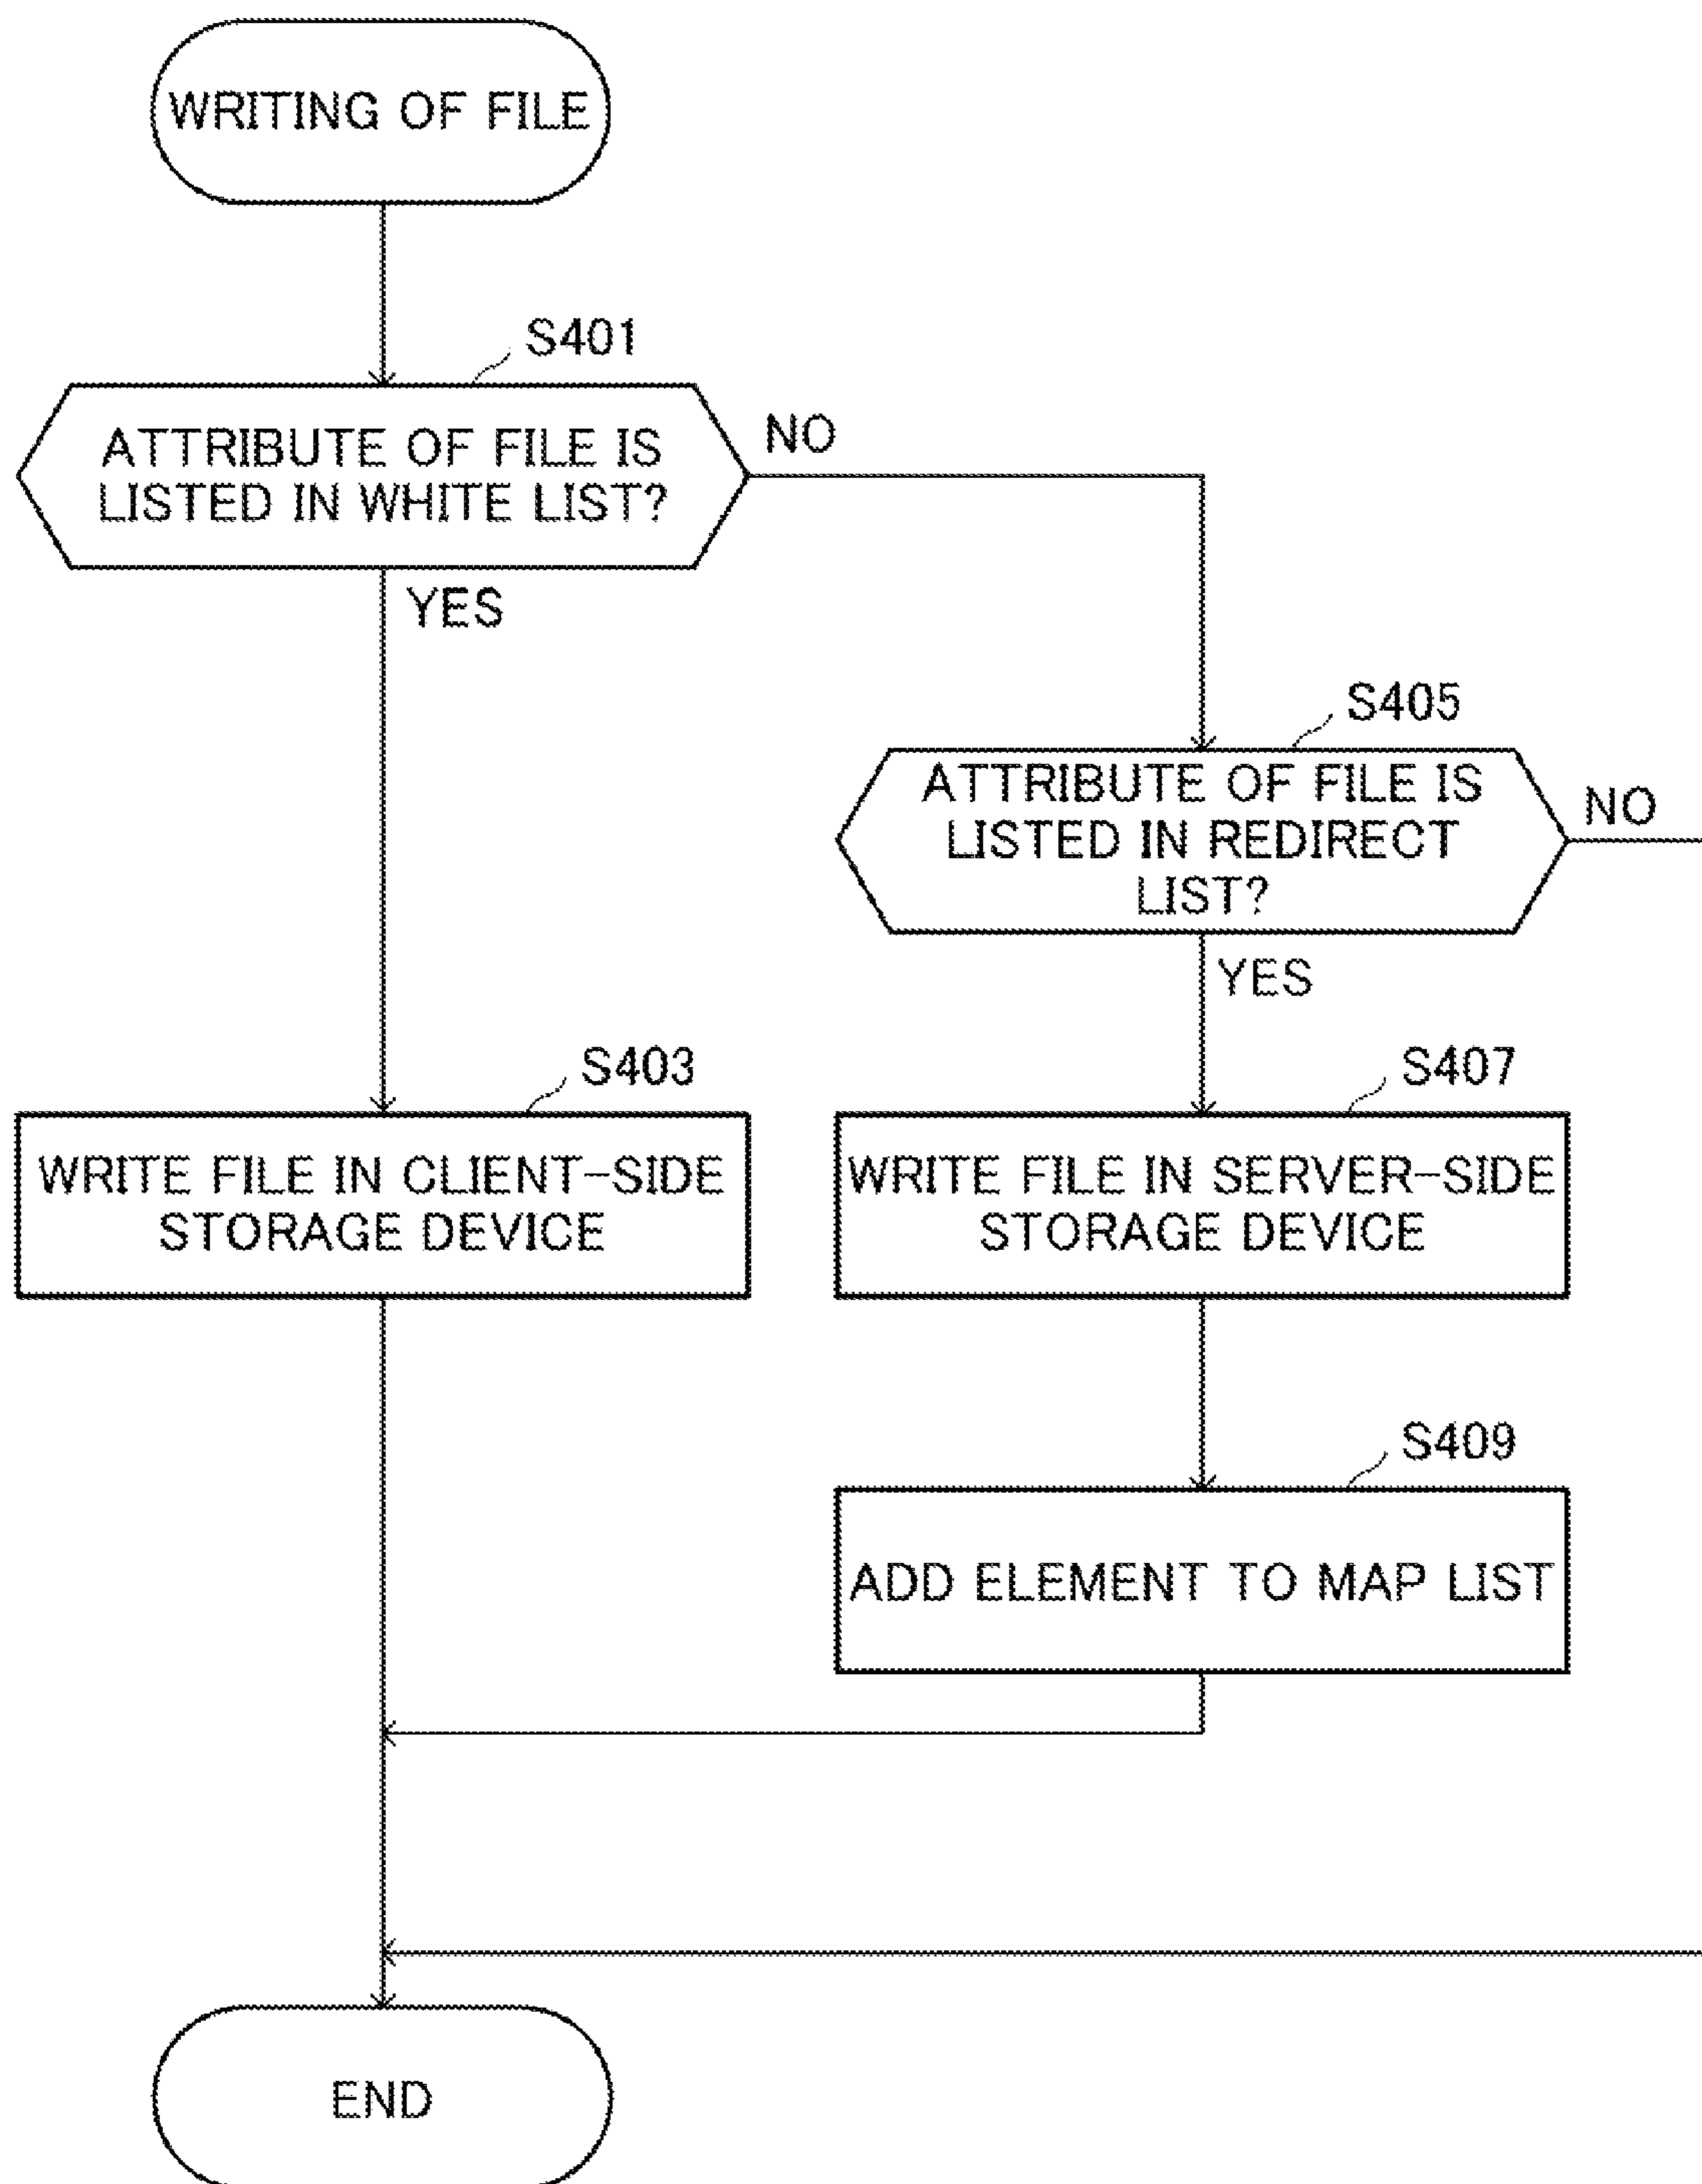 WRITING OF FILE
S401
ATTRIBUTE OF FILE IS
LISTED IN WHITE LIST?
NO
YES
S405
ATTRIBUTE OF FILE IS
LISTED IN REDIRECT
LIST?
NO
YES
S403
WRITE FILE IN CLIENT-SIDE
STORAGE DEVICE
S407
WRITE FILE IN SERVER-SIDE
STORAGE DEVICE
S409
ADD ELEMENT TO MAP LIST
END